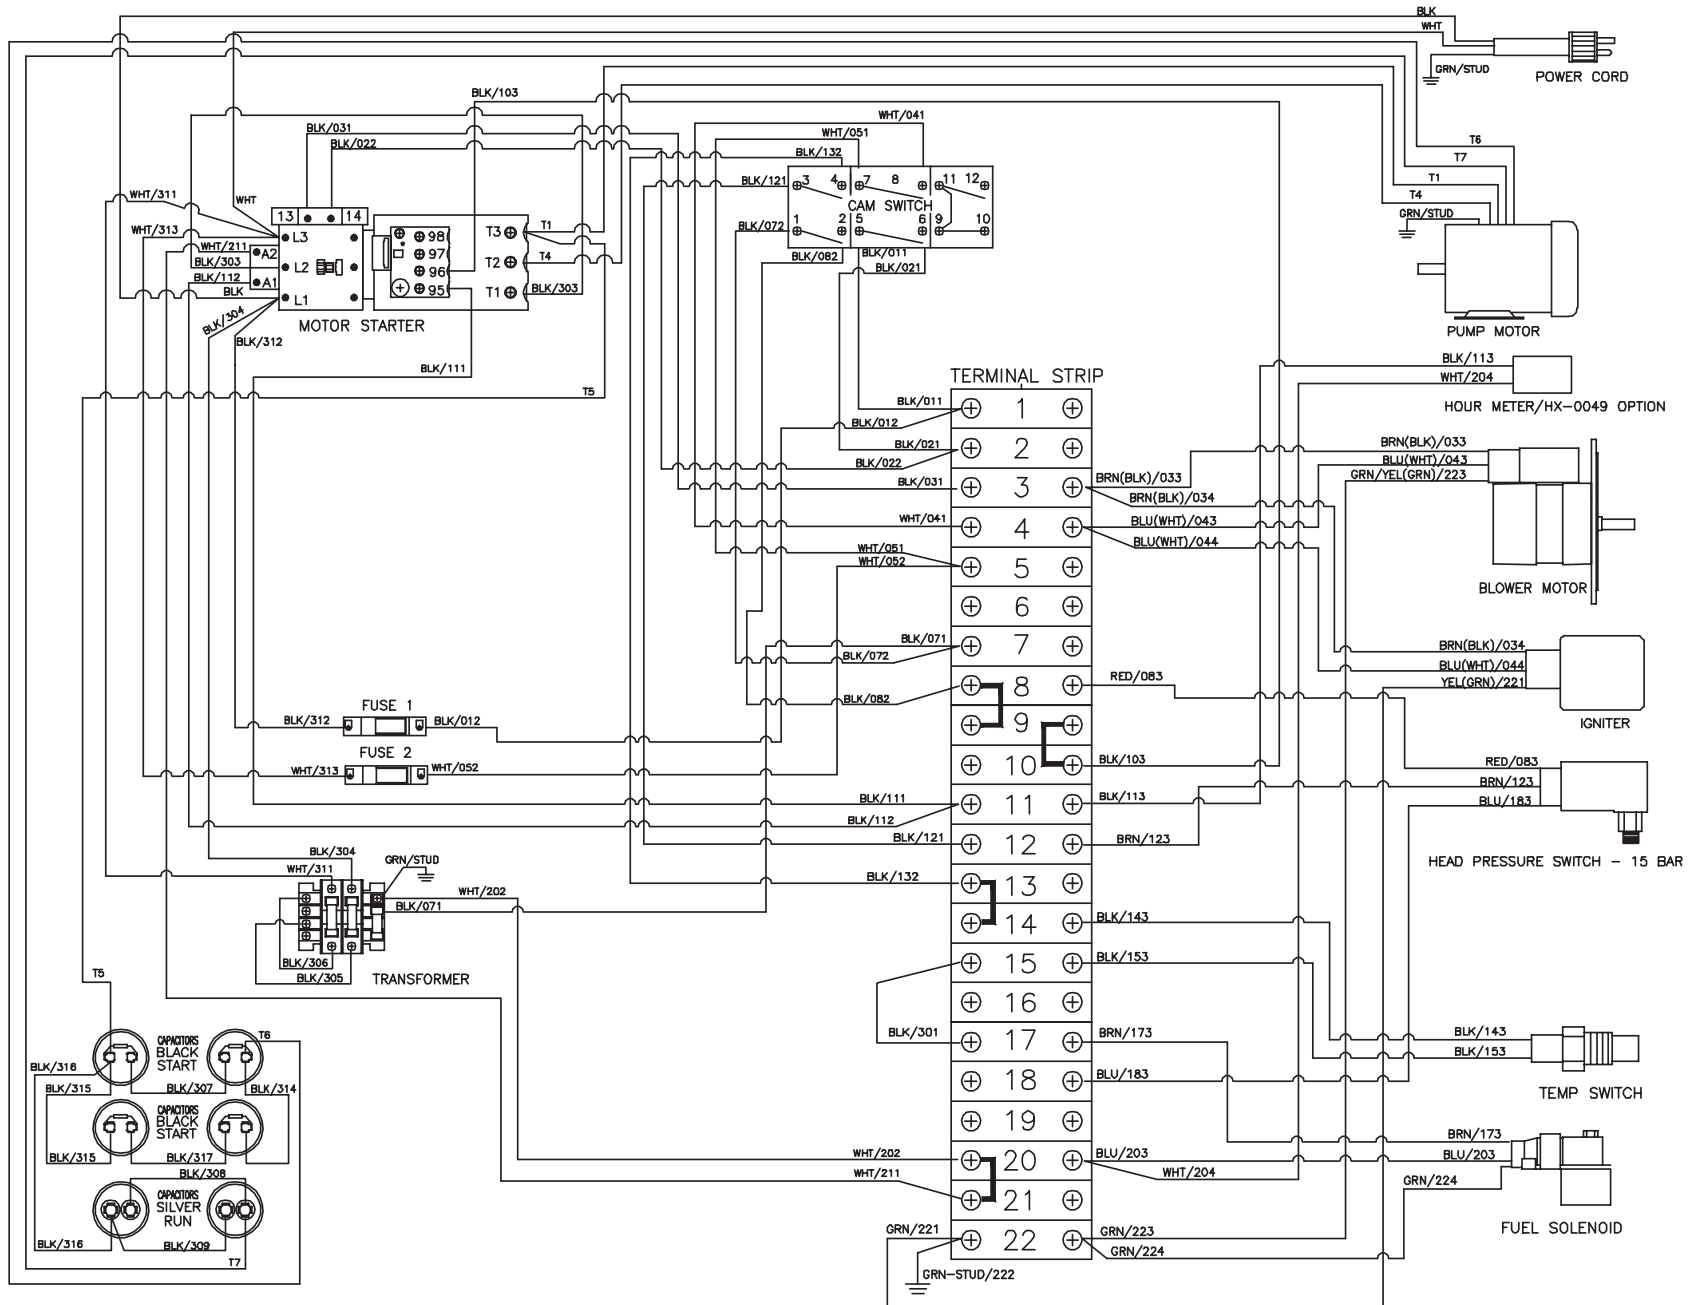 BLK
WHT
GRN/STUD
POWER CORD
BLK/103
WHT/041
WHT/051
BLK/132
BLK/031
BLK/022
T6
T7
T1
T4
GRN/STUD
PUMP MOTOR
BLK/121
3 4 7 8 11 12
CAM SWITCH
1 2 5 6 9 10
BLK/072
BLK/082
BLK/011
BLK/021
WHT/311
WHT
WHT/313
WHT/211
BLK/303
BLK/112
BLK
13 14
L3
A2
L2
A1
L1
98
97
96
95
T3
T2
T1
T1
T4
BLK/303
MOTOR STARTER
BLK/304
BLK/312
BLK/111
T5
TERMINAL STRIP
BLK/113
WHT/204
HOUR METER/HX-0049 OPTION
BLK/011
1
BLK/012
BLK/021
2
BLK/022
BLK/031
3
BRN(BLK)/033
BRN(BLK)/034
WHT/041
4
BLU(WHT)/043
BLU(WHT)/044
WHT/051
WHT/052
5
6
BLK/071
7
BLK/072
8
RED/083
BLK/082
9
10
BLK/103
BLK/111
11
BLK/113
BLK/112
BLK/121
12
BRN/123
BLK/132
13
14
BLK/143
15
BLK/153
16
BLK/301
17
BRN/173
18
BLU/183
19
WHT/202
20
BLU/203
WHT/204
WHT/211
21
GRN/221
22
GRN/223
GRN/224
GRN-STUD/222
BRN(BLK)/033
BLU(WHT)/043
GRN/YEL(GRN)/223
BLOWER MOTOR
BRN(BLK)/034
BLU(WHT)/044
YEL(GRN)/221
IGNITER
RED/083
BRN/123
BLU/183
HEAD PRESSURE SWITCH - 15 BAR
BLK/143
BLK/153
TEMP SWITCH
BRN/173
BLU/203
GRN/224
FUEL SOLENOID
FUSE 1
BLK/312
BLK/012
FUSE 2
WHT/313
WHT/052
BLK/304
WHT/311
GRN/STUD
WHT/202
BLK/071
BLK/306
BLK/305
TRANSFORMER
T5
T6
CAPACITORS
BLACK
START
BLK/316
BLK/315
BLK/307
BLK/314
CAPACITORS
BLACK
START
BLK/315
BLK/317
BLK/308
CAPACITORS
SILVER
RUN
BLK/316
BLK/309
T7